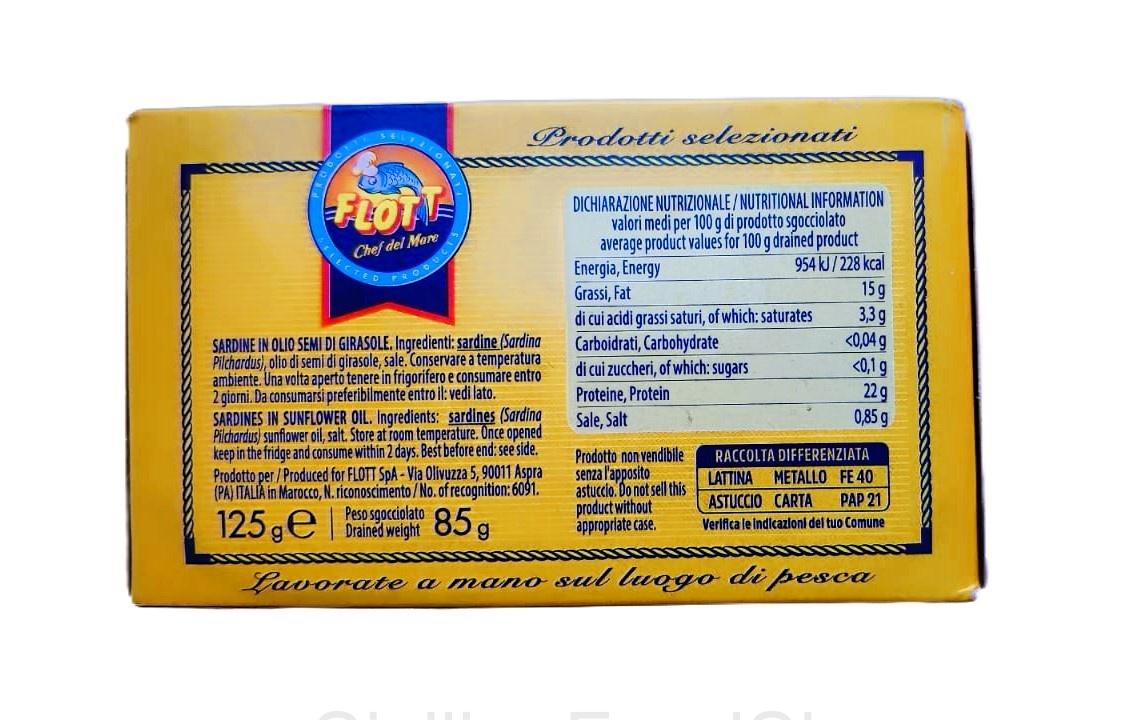 Prodotti selezionati
PRODOTTI SELEZIONATI
FLOTT
Chef del Mare
SELECTED PRODUCTS
SARDINE IN OLIO SEMI DI GIRASOLE. Ingredienti: sardine (Sardina
Pilchardus), olio di semi di girasole, sale. Conservare a temperatura
ambiente. Una volta aperto tenere in frigorifero e consumare entro
2 giorni. Da consumarsi preferibilmente entro il: vedi lato.
SARDINES IN SUNFLOWER OIL. Ingredients: sardines (Sardina
Pilchardus) sunflower oil, salt. Store at room temperature. Once opened
keep in the fridge and consume within 2 days. Best before end: see side.
Prodotto per / Produced for FLOTT SpA - Via Olivuzza 5, 90011 Aspra
(PA) ITALIA in Marocco, N. riconoscimento / No. of recognition: 6091.
125 g e Peso sgocciolato 85 g
Drained weight
DICHIARAZIONE NUTRIZIONALE / NUTRITIONAL INFORMATION
valori medi per 100 g di prodotto sgocciolato
average product values for 100 g drained product
Energia, Energy 954 kJ / 228 kcal
Grassi, Fat 15 g
di cui acidi grassi saturi, of which: saturates 3,3 g
Carboidrati, Carbohydrate <0,04 g
di cui zuccheri, of which: sugars <0,1 g
Proteine, Protein 22 g
Sale, Salt 0,85 g
Prodotto non vendibile
senza l'apposito
astuccio. Do not sell this
product without
appropriate case.
RACCOLTA DIFFERENZIATA
LATTINA METALLO FE 40
ASTUCCIO CARTA PAP 21
Verifica le indicazioni del tuo Comune
Lavorate a mano sul luogo di pesca